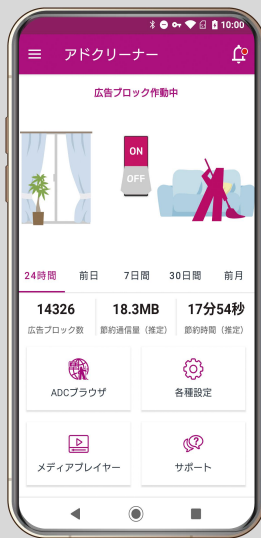 10:00
アドクリーナー
広告ブロック作動中
ON
OFF
24時間 前日 7日間 30日間 前月
14326 18.3MB 17分54秒
広告ブロック数 節約通信量（推定） 節約時間（推定）
ADCブラウザ 各種設定
メディアプレイヤー サポート